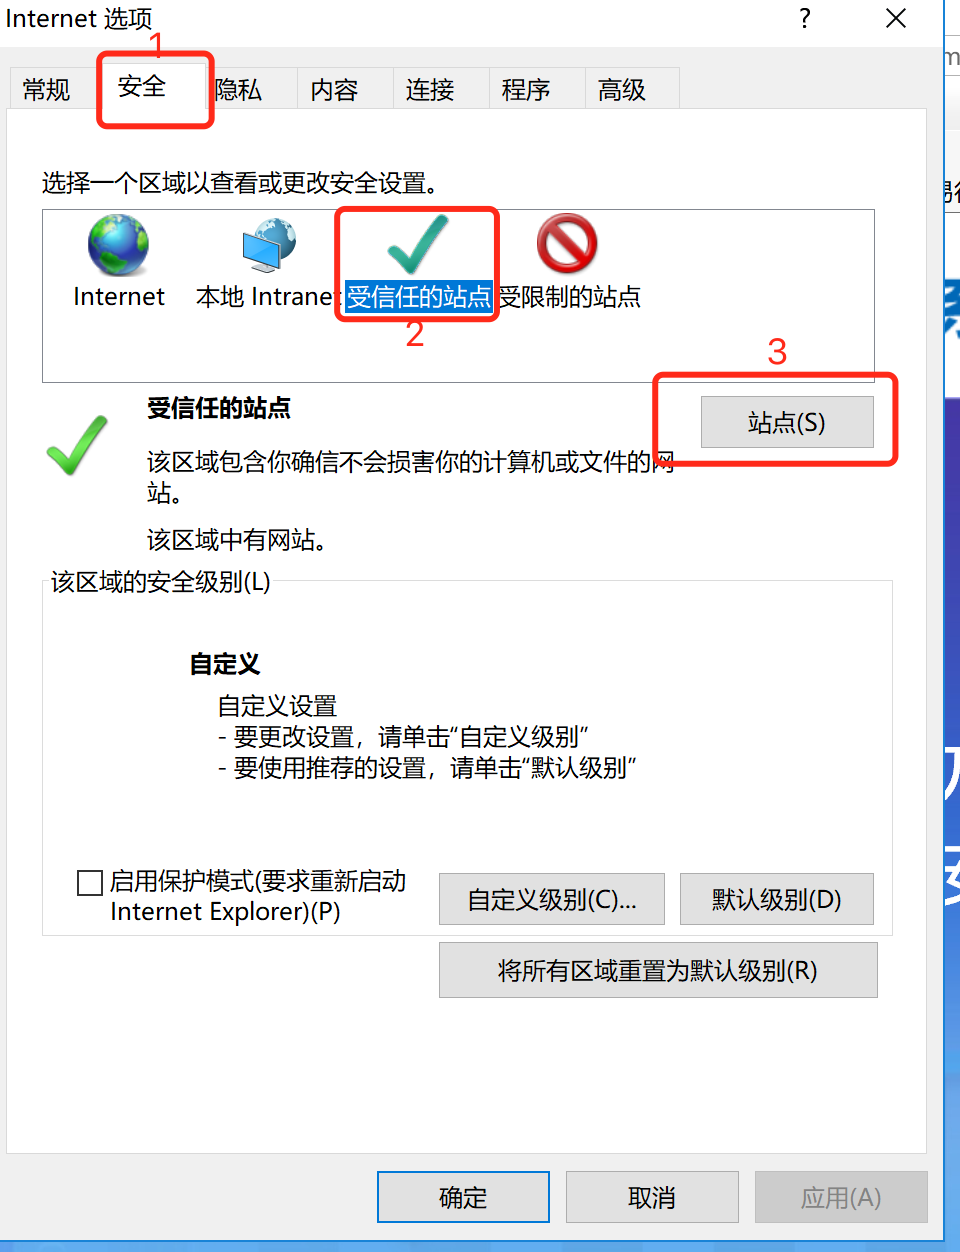 Internet 选项
?
1
常规 安全 隐私 内容 连接 程序 高级
选择一个区域以查看或更改安全设置。
Internet 本地 Intranet 受信任的站点 受限制的站点
2
3
受信任的站点
站点(S)
该区域包含你确信不会损害你的计算机或文件的网
站。
该区域中有网站。
该区域的安全级别(L)
自定义
自定义设置
- 要更改设置，请单击“自定义级别”
- 要使用推荐的设置，请单击“默认级别”
启用保护模式(要求重新启动
Internet Explorer)(P)
自定义级别(C)... 默认级别(D)
将所有区域重置为默认级别(R)
确定 取消 应用(A)